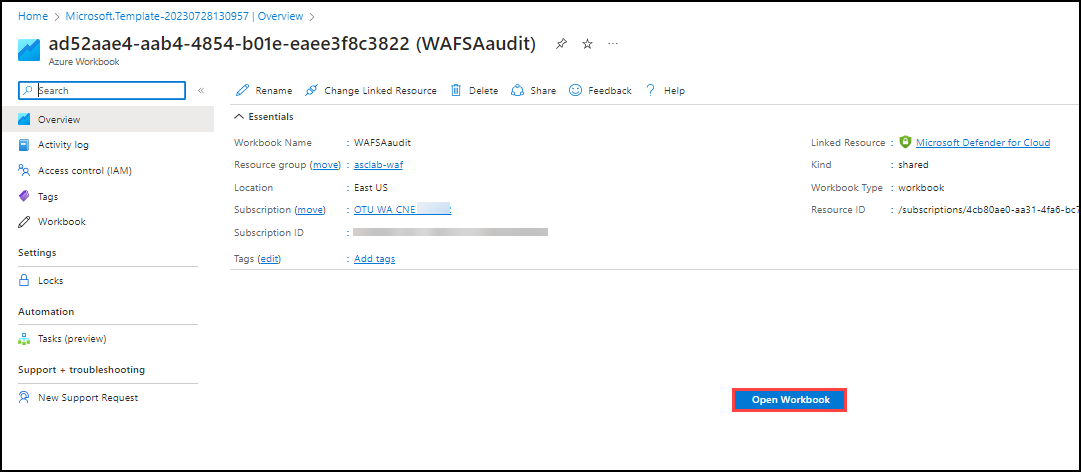 Home > Microsoft.Template-20230728130957 | Overview >
ad52aae4-aab4-4854-b01e-eaee3f8c3822 (WAFSAaudit) ...
Azure Workbook
Search «
Rename Change Linked Resource Delete Share Feedback ? Help
Overview
Activity log
Access control (IAM)
Tags
Workbook
Settings
Locks
Automation
Tasks (preview)
Support + troubleshooting
New Support Request
Essentials
Workbook Name : WAFSAaudit
Resource group (move) : asclab-waf
Location : East US
Subscription (move) : OTU WA CNE
Subscription ID :
Tags (edit) : Add tags
Linked Resource : Microsoft Defender for Cloud
Kind : shared
Workbook Type : workbook
Resource ID : /subscriptions/4cb80ae0-aa31-4fa6-bc7
Open Workbook